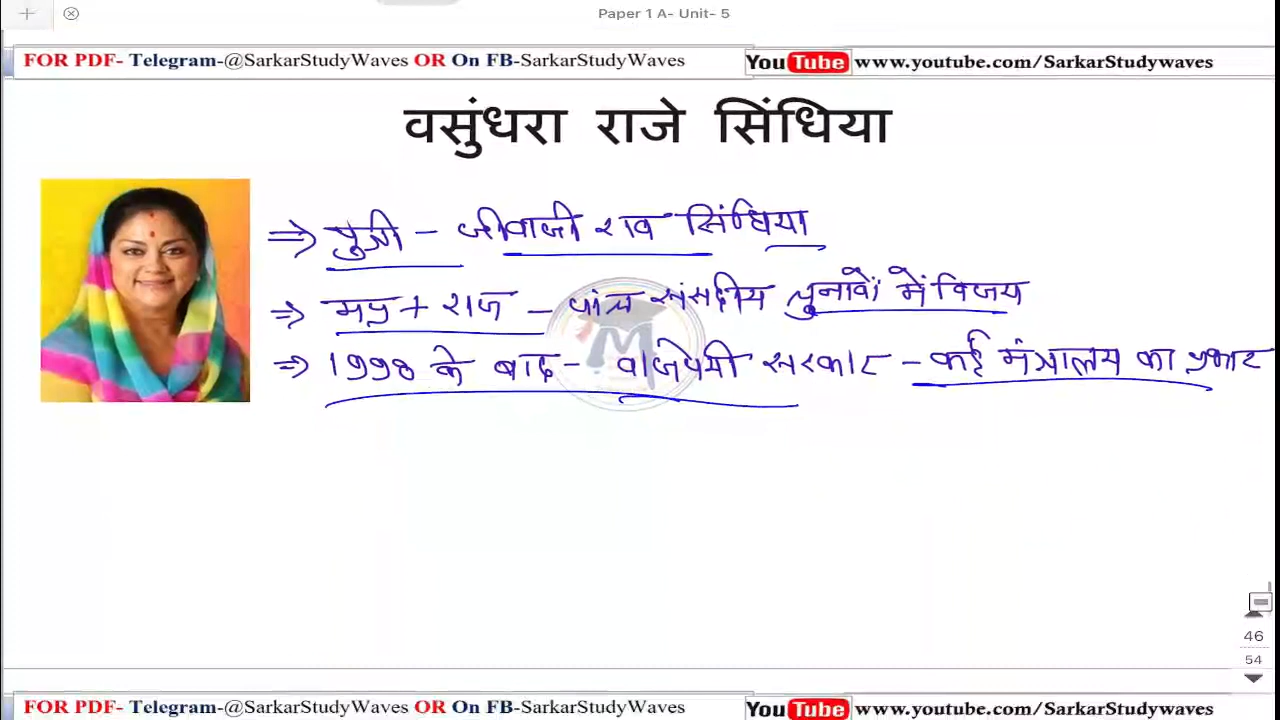 Paper 1 A- Unit- 5
FOR PDF- Telegram-@SarkarStudyWaves OR On FB-SarkarStudyWaves YouTube www.youtube.com/SarkarStudywaves
वसुंधरा राजे सिंधिया
⇒ पुत्री - जीवाजी राव सिंधिया
⇒ मप्र + राज - पांच संसदीय चुनावों में विजय
⇒ 1998 के बाद - वाजपेयी सरकार - कई मंत्रालय का प्रभार
46
54
FOR PDF- Telegram-@SarkarStudyWaves OR On FB-SarkarStudyWaves YouTube www.youtube.com/SarkarStudywaves